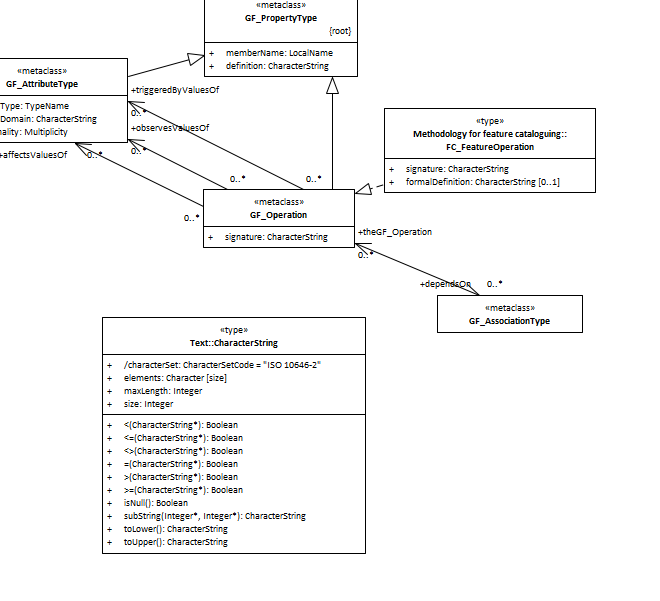 «metaclass»
GF_PropertyType
{root}
+ memberName: LocalName
+ definition: CharacterString
«metaclass»
GF_AttributeType
Type: TypeName
Domain: CharacterString
nality: Multiplicity
+triggeredByValuesOf
0..*
+observesValuesOf
0..*
+affectsValuesOf
0..*
0..*
0..*
0..*
«type»
Methodology for feature cataloguing::
FC_FeatureOperation
+ signature: CharacterString
+ formalDefinition: CharacterString [0..1]
«metaclass»
GF_Operation
+ signature: CharacterString
+theGF_Operation
0..*
+dependsOn
0..*
«metaclass»
GF_AssociationType
«type»
Text::CharacterString
+ /characterSet: CharacterSetCode = "ISO 10646-2"
+ elements: Character [size]
+ maxLength: Integer
+ size: Integer
+ <(CharacterString*): Boolean
+ <=(CharacterString*): Boolean
+ <>(CharacterString*): Boolean
+ =(CharacterString*): Boolean
+ >(CharacterString*): Boolean
+ >=(CharacterString*): Boolean
+ isNull(): Boolean
+ subString(Integer*, Integer*): CharacterString
+ toLower(): CharacterString
+ toUpper(): CharacterString